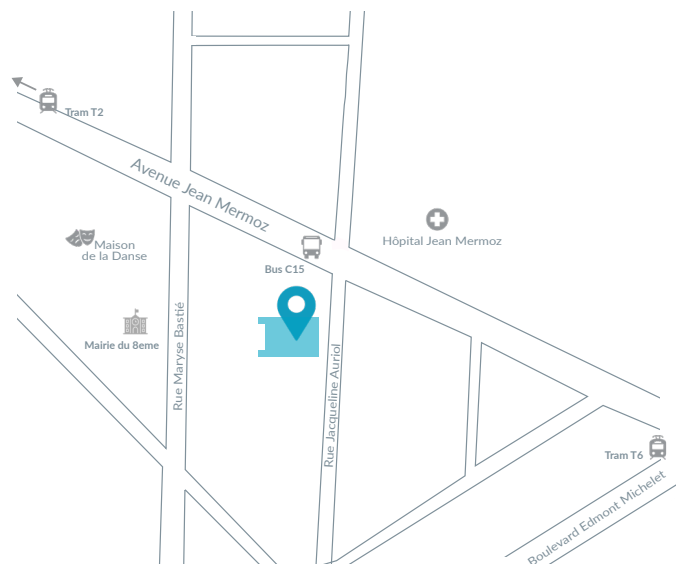 Tram T2
Avenue Jean Mermoz
Hôpital Jean Mermoz
Maison
de la Danse
Bus C15
Mairie du 8eme
Rue Maryse Bastié
Rue Jacqueline Auriol
Tram T6
Boulevard Edmont Michelet